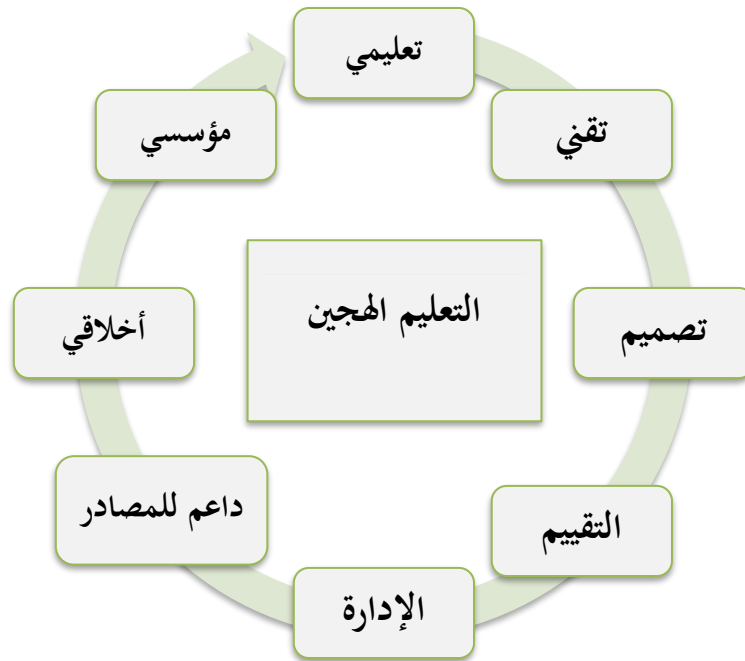 تعليمي
تقني
تصميم
التقييم
الإدارة
داعم للمصادر
أخلاقي
مؤسسي
التعليم الهجين